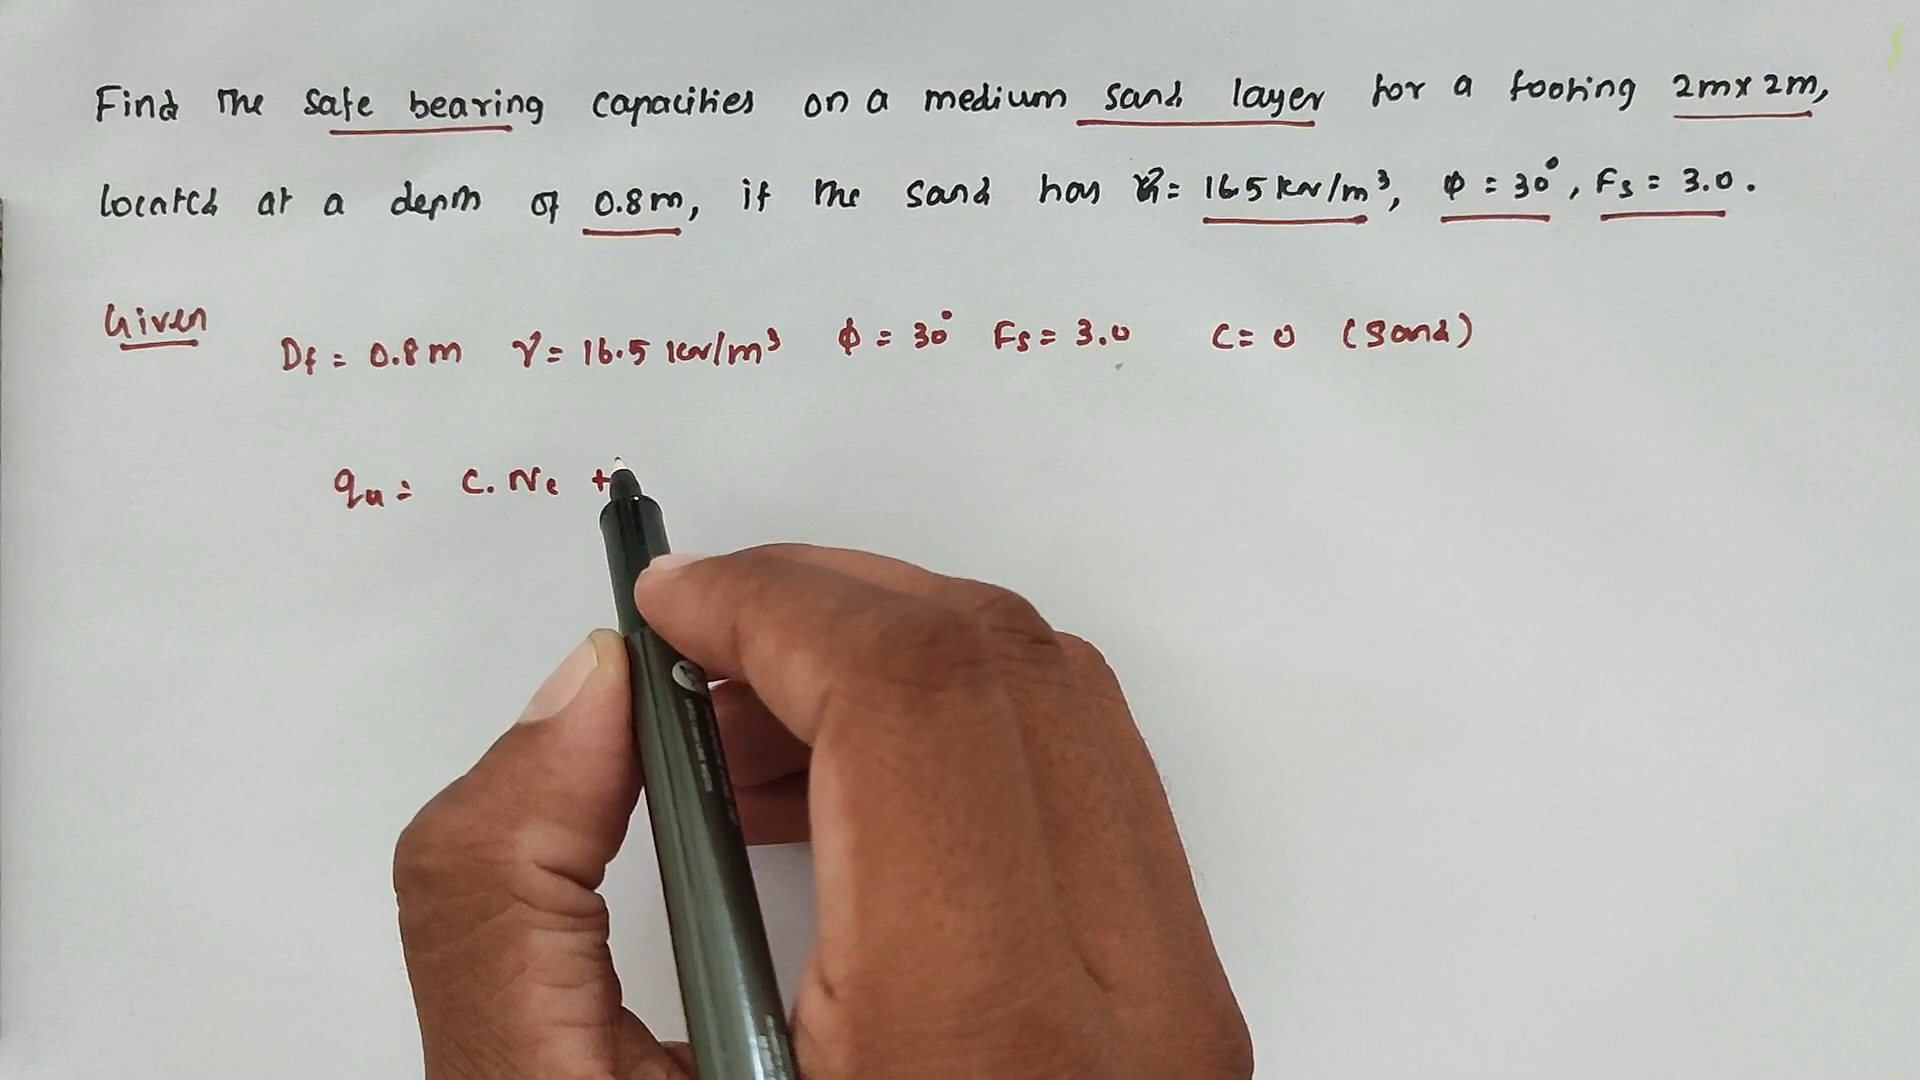 Find The safe bearing capacities on a medium sand layer for a footing 2m x 2m,
located at a depth of 0.8m, if the sand has γ = 16.5 kN/m³, φ = 30°, Fs = 3.0.
Given
Df = 0.8m γ = 16.5 kN/m³ φ = 30° Fs = 3.0 C = 0 (Sand)
qu = C. Nc +